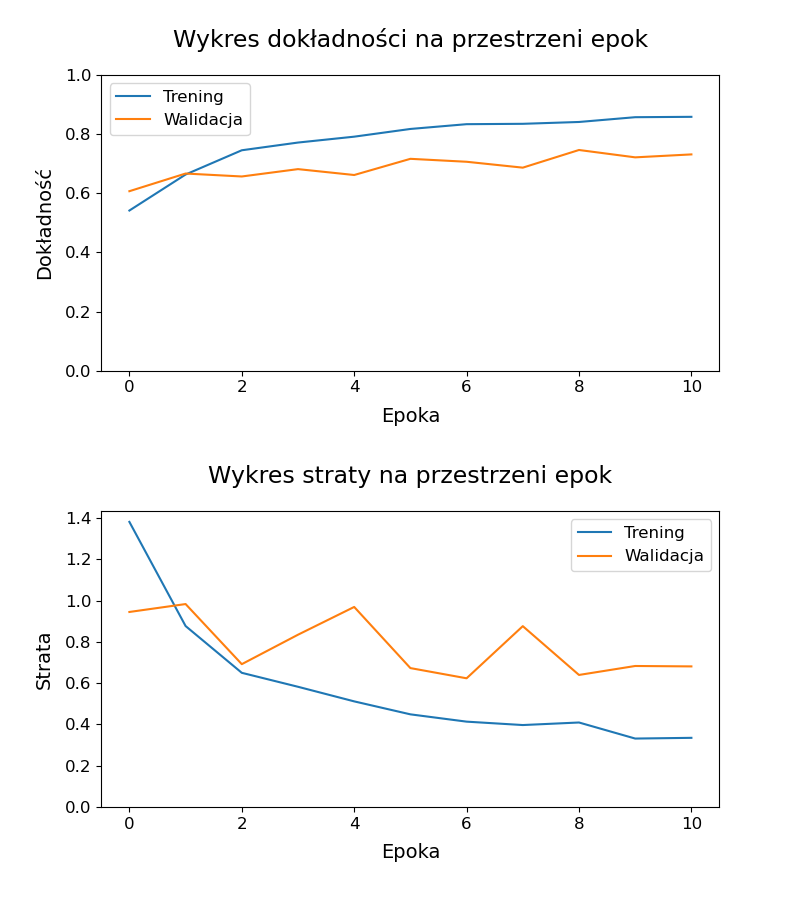 Wykres dokładności na przestrzeni epok
1.0
0.8
0.6
0.4
0.2
0.0
Dokładność
Trening
Walidacja
0 2 4 6 8 10
Epoka
Wykres straty na przestrzeni epok
1.4
1.2
1.0
0.8
0.6
0.4
0.2
0.0
Strata
Trening
Walidacja
0 2 4 6 8 10
Epoka